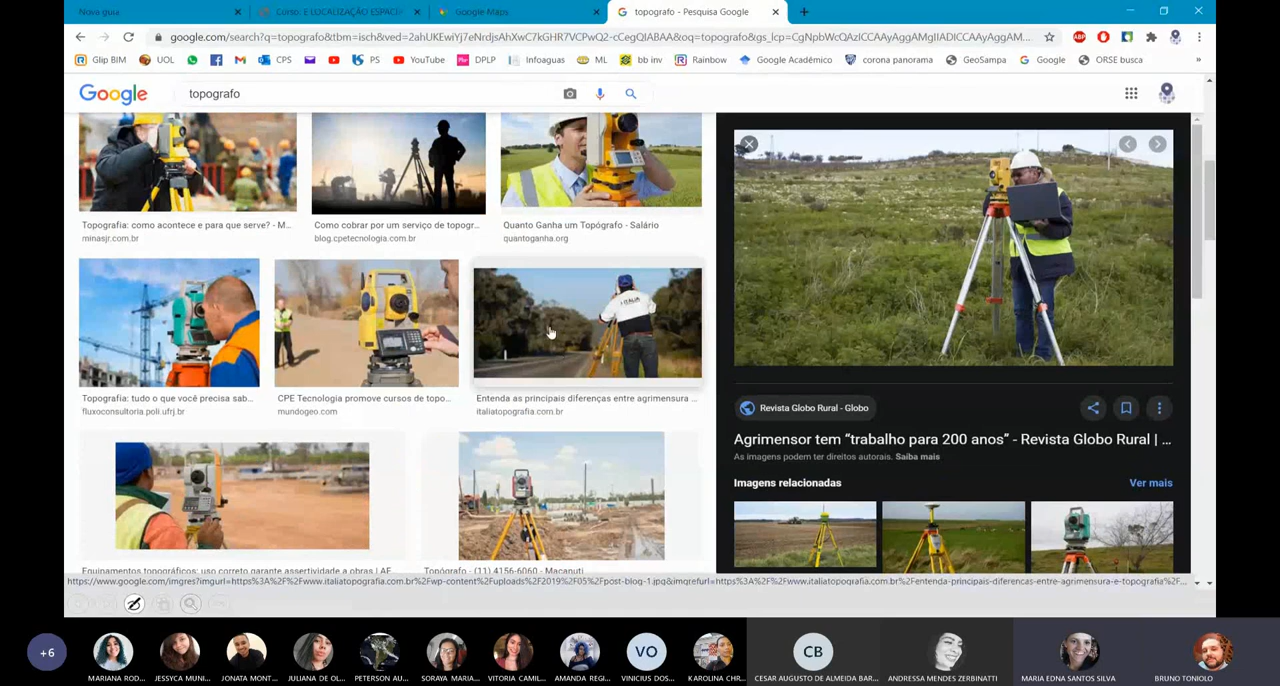 Nova guia
Curso: E LOCALIZAÇÃO ESPACI
Google Maps
topografo - Pesquisa Google
google.com/search?q=topografo&tbm=isch&ved=2ahUKEwiYj7eNrdjsAhXwC7kGHR7VCPwQ2-cCegQIABAA&oq=topografo&gs_lcp=CgNpbWcQAzICCAAyAggAMgIIADICCAAyAggAM...
Glip BIM
UOL
CPS
PS
YouTube
DPLP
Infoaguas
ML
bb inv
Rainbow
Google Acadêmico
corona panorama
GeoSampa
Google
ORSE busca
»
Google
topografo
Topografia: como acontece e para que serve? - M...
minasjr.com.br
Como cobrar por um serviço de topogr...
blog.cpetecnologia.com.br
Quanto Ganha um Topógrafo - Salário
quantoganha.org
ITALIA
Topografia: tudo o que você precisa sab...
fluxoconsultoria.poli.ufrj.br
CPE Tecnologia promove cursos de topo...
mundogeo.com
Entenda as principais diferenças entre agrimensura ...
italiatopografia.com.br
Equipamentos topográficos: uso correto garante assertividade a obras | AE
Topógrafo - (11) 4156-6060 - Macanuti
Revista Globo Rural - Globo
Agrimensor tem “trabalho para 200 anos” - Revista Globo Rural | ...
As imagens podem ter direitos autorais. Saiba mais
Imagens relacionadas
Ver mais
https://www.google.com/imgres?imgurl=https%3A%2F%2Fwww.italiatopografia.com.br%2Fwp-content%2Fuploads%2F2019%2F05%2Fpost-blog-1.jpg&imgrefurl=https%3A%2F%2Fwww.italiatopografia.com.br%2Fentenda-principais-diferencas-entre-agrimensura-e-topografia%2F...
+6
MARIANA ROD...
JESSYCA MUNI...
JONATA MONT...
JULIANA DE OL...
PETERSON AU...
SORAYA MARIA...
VITORIA CAMIL...
AMANDA REGI...
VO
VINICIUS DOS...
KAROLINA CHR...
CB
CESAR AUGUSTO DE ALMEIDA BAR...
ANDRESSA MENDES ZERBINATTI
MARIA EDNA SANTOS SILVA
BRUNO TONIOLO